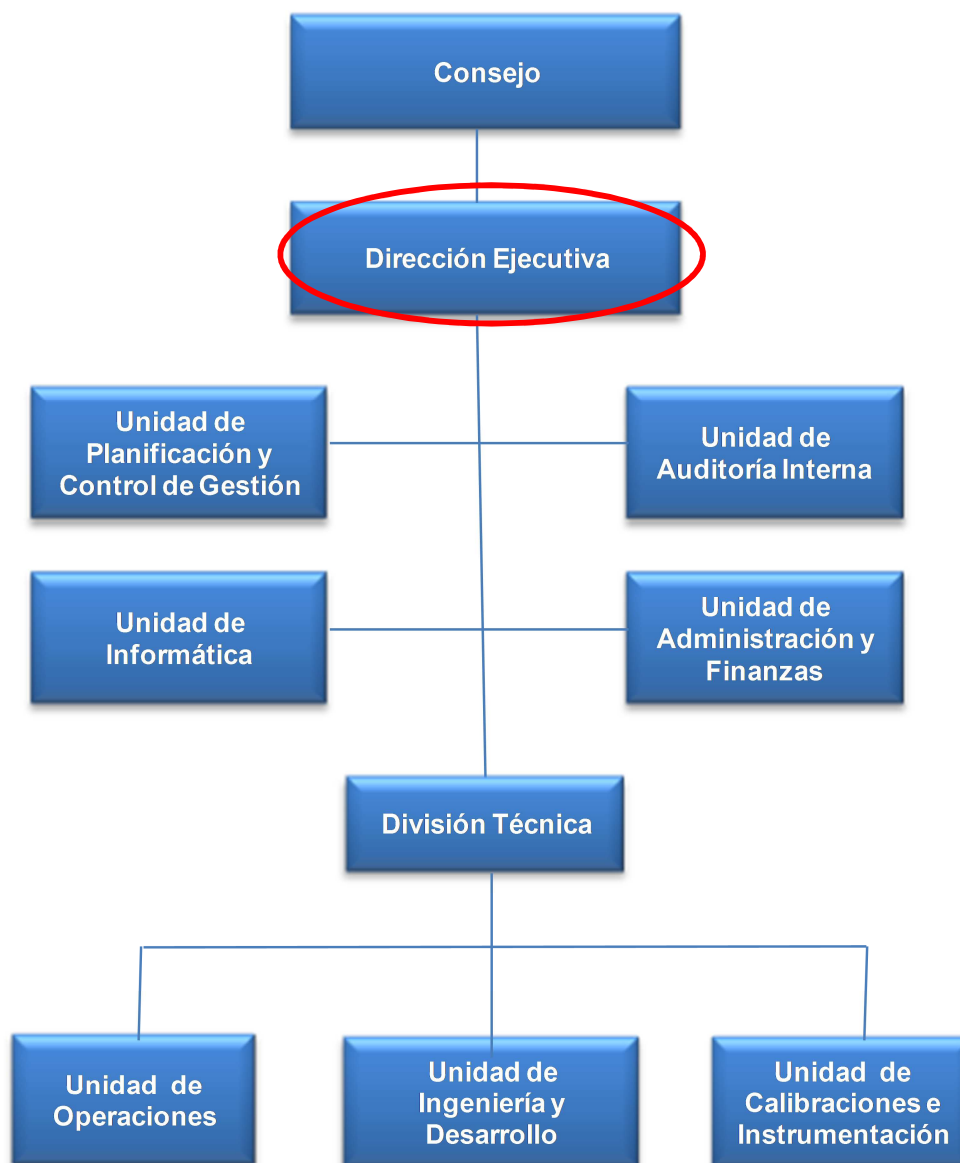 Consejo
Dirección Ejecutiva
Unidad de
Planificación y
Control de Gestión
Unidad de
Auditoría Interna
Unidad de
Informática
Unidad de
Administración y
Finanzas
División Técnica
Unidad de
Operaciones
Unidad de
Ingeniería y
Desarrollo
Unidad de
Calibraciones e
Instrumentación